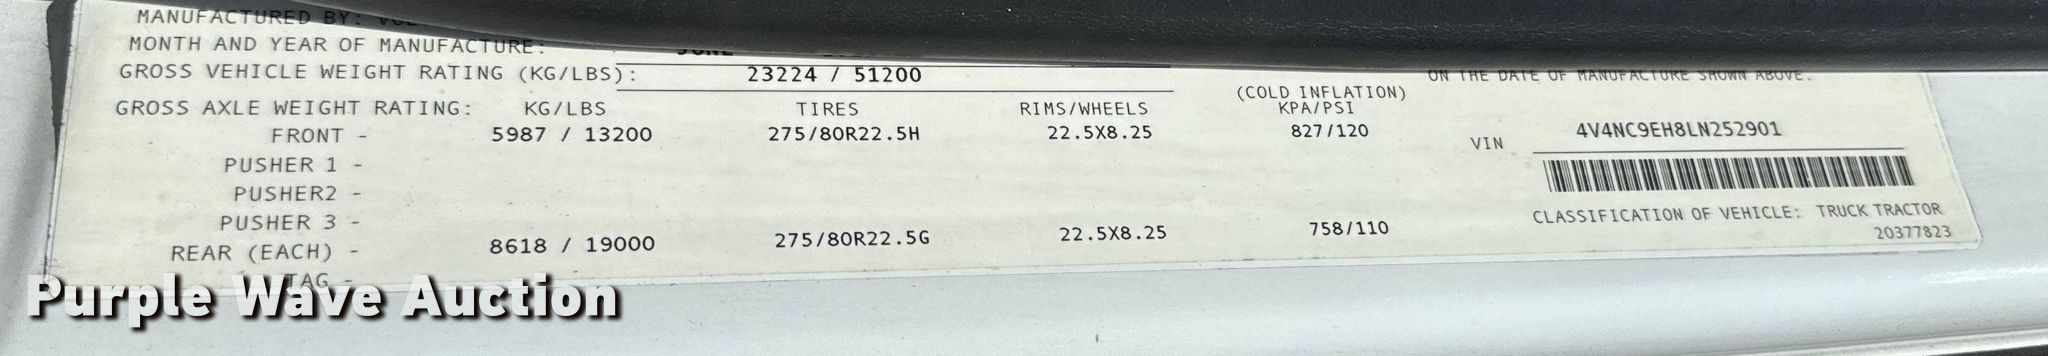 MANUFACTURED BY:
MONTH AND YEAR OF MANUFACTURE: JUNE
GROSS VEHICLE WEIGHT RATING (KG/LBS): 23224 / 51200
ON THE DATE OF MANUFACTURE SHOWN ABOVE.
GROSS AXLE WEIGHT RATING: KG/LBS TIRES RIMS/WHEELS (COLD INFLATION) KPA/PSI
FRONT - 5987 / 13200 275/80R22.5H 22.5X8.25 827/120
VIN 4V4NC9EH8LN252901
PUSHER 1 -
PUSHER2 -
PUSHER 3 -
REAR (EACH) - 8618 / 19000 275/80R22.5G 22.5X8.25 758/110
CLASSIFICATION OF VEHICLE: TRUCK TRACTOR
20377823
TAG -
Purple Wave Auction